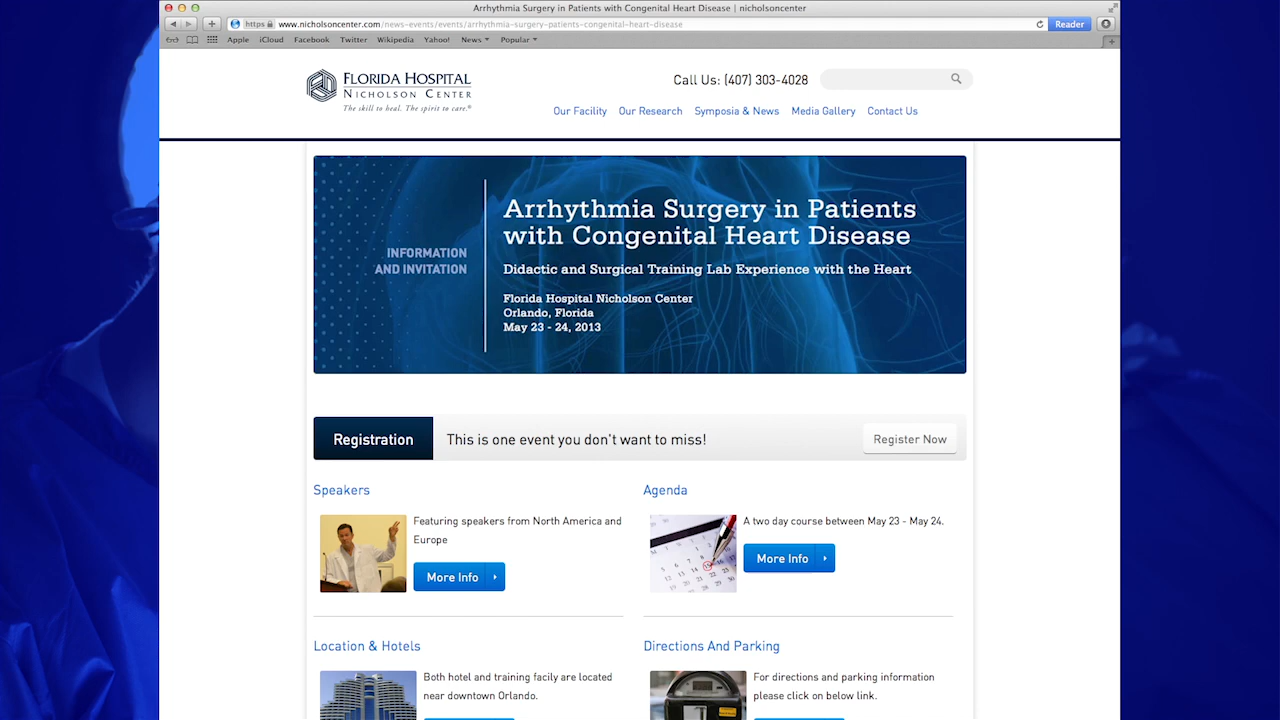 Arrhythmia Surgery in Patients with Congenital Heart Disease | nicholsoncenter
https www.nicholsoncenter.com/news-events/events/arrhythmia-surgery-patients-congenital-heart-disease
Reader
Apple iCloud Facebook Twitter Wikipedia Yahoo! News Popular
FLORIDA HOSPITAL
NICHOLSON CENTER
The skill to heal. The spirit to care.®
Call Us: (407) 303-4028
Our Facility Our Research Symposia & News Media Gallery Contact Us
INFORMATION
AND INVITATION
Arrhythmia Surgery in Patients
with Congenital Heart Disease
Didactic and Surgical Training Lab Experience with the Heart
Florida Hospital Nicholson Center
Orlando, Florida
May 23 - 24, 2013
Registration
This is one event you don't want to miss!
Register Now
Speakers
Featuring speakers from North America and
Europe
More Info
Agenda
A two day course between May 23 - May 24.
More Info
Location & Hotels
Both hotel and training facily are located
near downtown Orlando.
Directions And Parking
For directions and parking information
please click on below link.